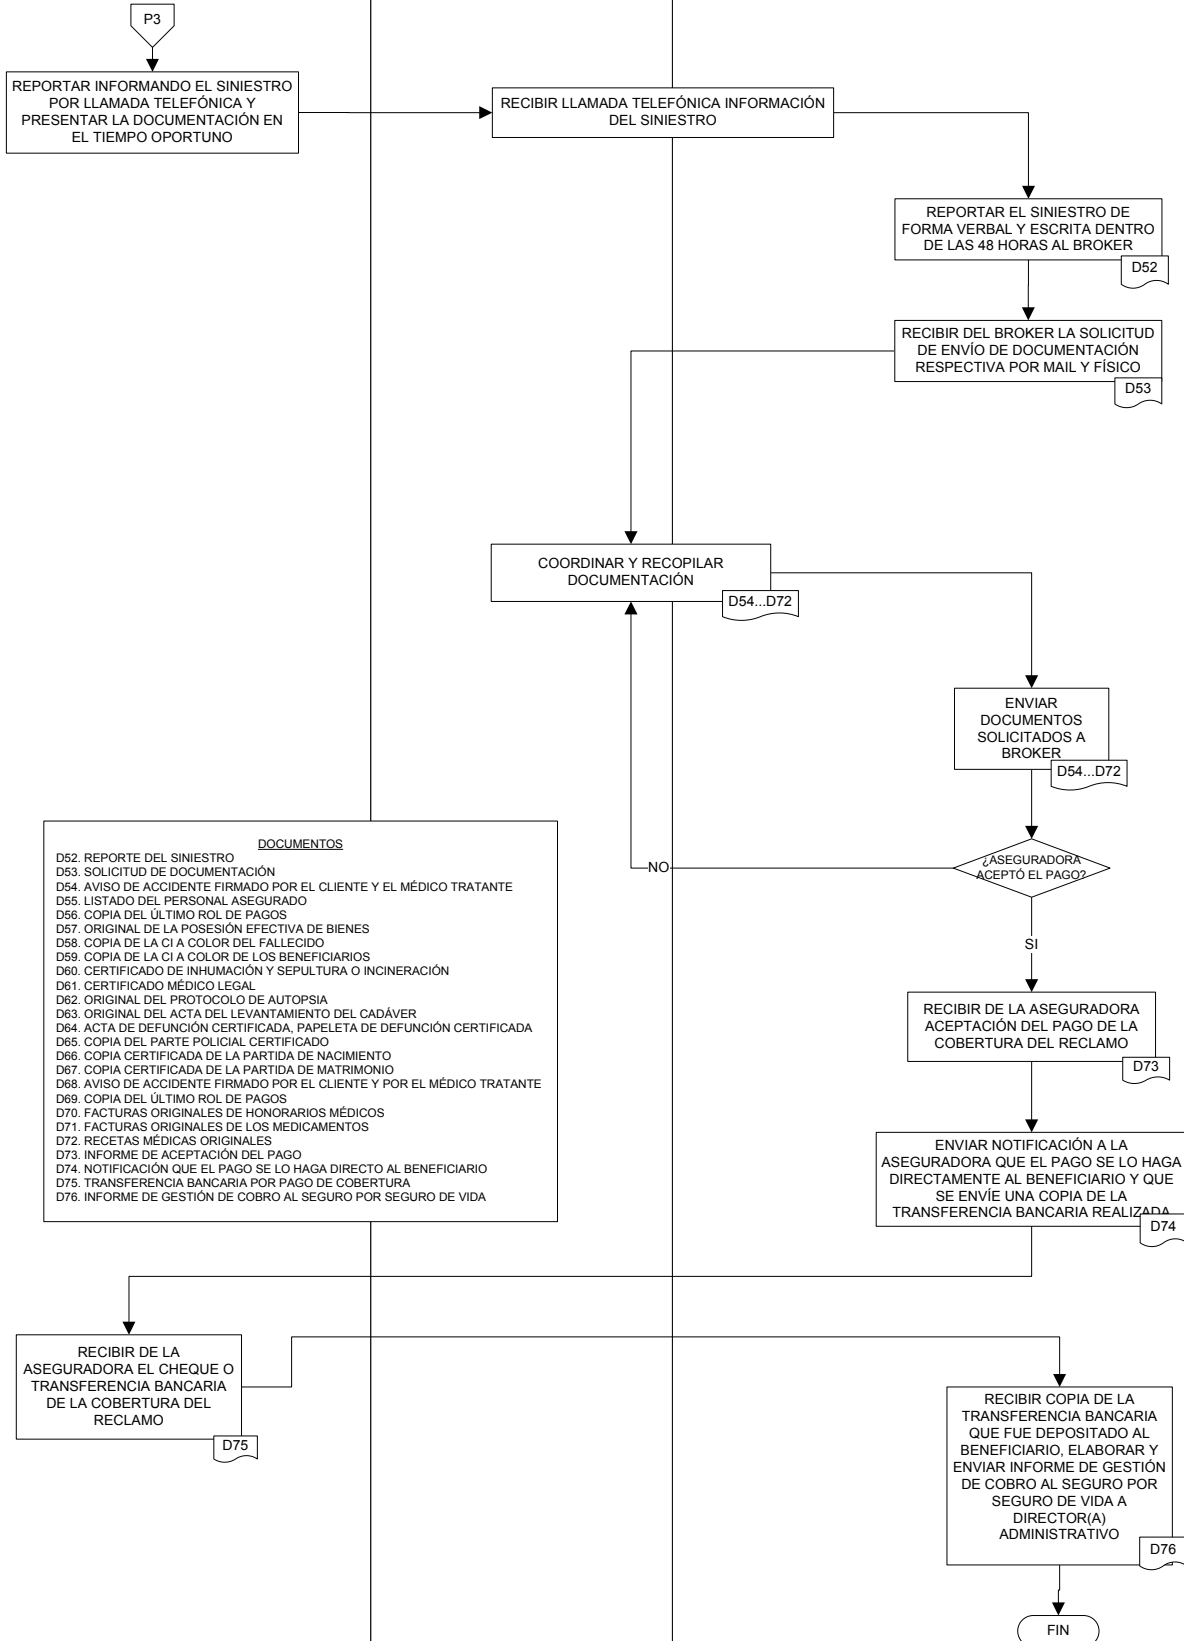 P3
REPORTAR INFORMANDO EL SINIESTRO
POR LLAMADA TELEFÓNICA Y
PRESENTAR LA DOCUMENTACIÓN EN
EL TIEMPO OPORTUNO
RECIBIR LLAMADA TELEFÓNICA INFORMACIÓN
DEL SINIESTRO
REPORTAR EL SINIESTRO DE
FORMA VERBAL Y ESCRITA DENTRO
DE LAS 48 HORAS AL BROKER
D52
RECIBIR DEL BROKER LA SOLICITUD
DE ENVÍO DE DOCUMENTACIÓN
RESPECTIVA POR MAIL Y FÍSICO
D53
COORDINAR Y RECOPILAR
DOCUMENTACIÓN
D54...D72
ENVIAR
DOCUMENTOS
SOLICITADOS A
BROKER
D54...D72
¿ASEGURADORA
ACEPTÓ EL PAGO?
NO
SI
DOCUMENTOS
D52. REPORTE DEL SINIESTRO
D53. SOLICITUD DE DOCUMENTACIÓN
D54. AVISO DE ACCIDENTE FIRMADO POR EL CLIENTE Y EL MÉDICO TRATANTE
D55. LISTADO DEL PERSONAL ASEGURADO
D56. COPIA DEL ÚLTIMO ROL DE PAGOS
D57. ORIGINAL DE LA POSESIÓN EFECTIVA DE BIENES
D58. COPIA DE LA CI A COLOR DEL FALLECIDO
D59. COPIA DE LA CI A COLOR DE LOS BENEFICIARIOS
D60. CERTIFICADO DE INHUMACIÓN Y SEPULTURA O INCINERACIÓN
D61. CERTIFICADO MÉDICO LEGAL
D62. ORIGINAL DEL PROTOCOLO DE AUTOPSIA
D63. ORIGINAL DEL ACTA DEL LEVANTAMIENTO DEL CADÁVER
D64. ACTA DE DEFUNCIÓN CERTIFICADA, PAPELETA DE DEFUNCIÓN CERTIFICADA
D65. COPIA DEL PARTE POLICIAL CERTIFICADO
D66. COPIA CERTIFICADA DE LA PARTIDA DE NACIMIENTO
D67. COPIA CERTIFICADA DE LA PARTIDA DE MATRIMONIO
D68. AVISO DE ACCIDENTE FIRMADO POR EL CLIENTE Y POR EL MÉDICO TRATANTE
D69. COPIA DEL ÚLTIMO ROL DE PAGOS
D70. FACTURAS ORIGINALES DE HONORARIOS MÉDICOS
D71. FACTURAS ORIGINALES DE LOS MEDICAMENTOS
D72. RECETAS MÉDICAS ORIGINALES
D73. INFORME DE ACEPTACIÓN DEL PAGO
D74. NOTIFICACIÓN QUE EL PAGO SE LO HAGA DIRECTO AL BENEFICIARIO
D75. TRANSFERENCIA BANCARIA POR PAGO DE COBERTURA
D76. INFORME DE GESTIÓN DE COBRO AL SEGURO POR SEGURO DE VIDA
RECIBIR DE LA ASEGURADORA
ACEPTACIÓN DEL PAGO DE LA
COBERTURA DEL RECLAMO
D73
ENVIAR NOTIFICACIÓN A LA
ASEGURADORA QUE EL PAGO SE LO HAGA
DIRECTAMENTE AL BENEFICIARIO Y QUE
SE ENVÍE UNA COPIA DE LA
TRANSFERENCIA BANCARIA REALIZADA
D74
RECIBIR DE LA
ASEGURADORA EL CHEQUE O
TRANSFERENCIA BANCARIA
DE LA COBERTURA DEL
RECLAMO
D75
RECIBIR COPIA DE LA
TRANSFERENCIA BANCARIA
QUE FUE DEPOSITADO AL
BENEFICIARIO, ELABORAR Y
ENVIAR INFORME DE GESTIÓN
DE COBRO AL SEGURO POR
SEGURO DE VIDA A
DIRECTOR(A)
ADMINISTRATIVO
D76
FIN